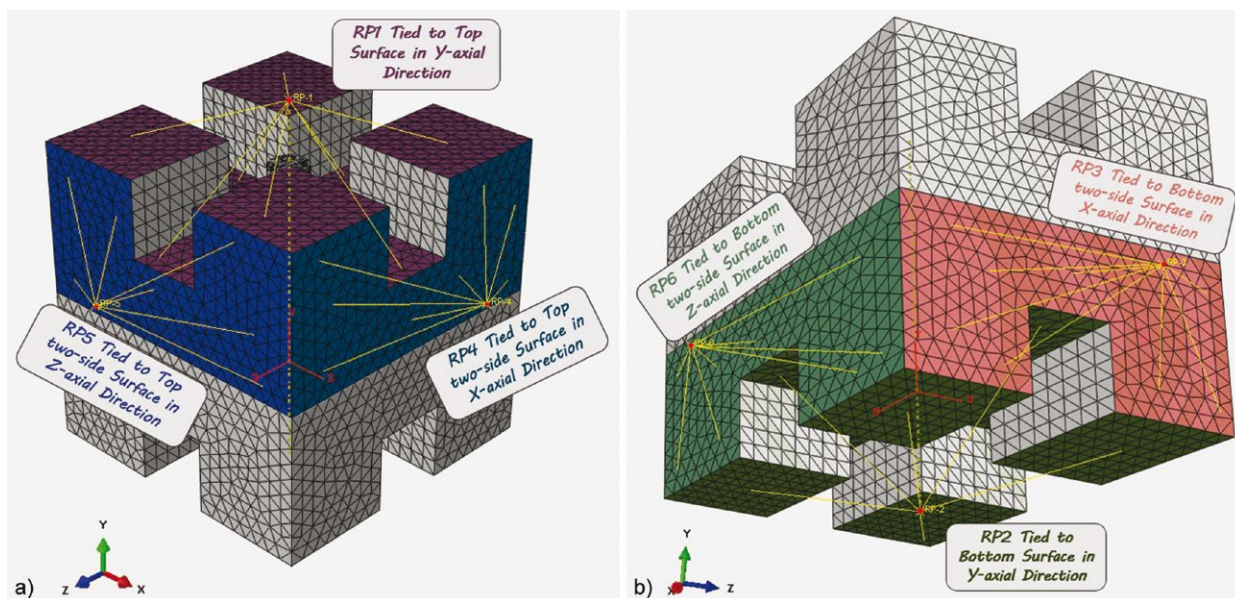 RP1 Tied to Top
Surface in Y-axial
Direction
RP-1
RP-5
RP-4
RP5 Tied to Top
two-side Surface in
Z-axial Direction
RP4 Tied to Top
two-side Surface in
X-axial Direction
Y
Z
X
a)
RP3 Tied to Bottom
two-side Surface in
X-axial Direction
RP6 Tied to Bottom
two-side Surface in
Z-axial Direction
RP-2
RP2 Tied to
Bottom Surface in
Y-axial Direction
Y
X
Z
b)